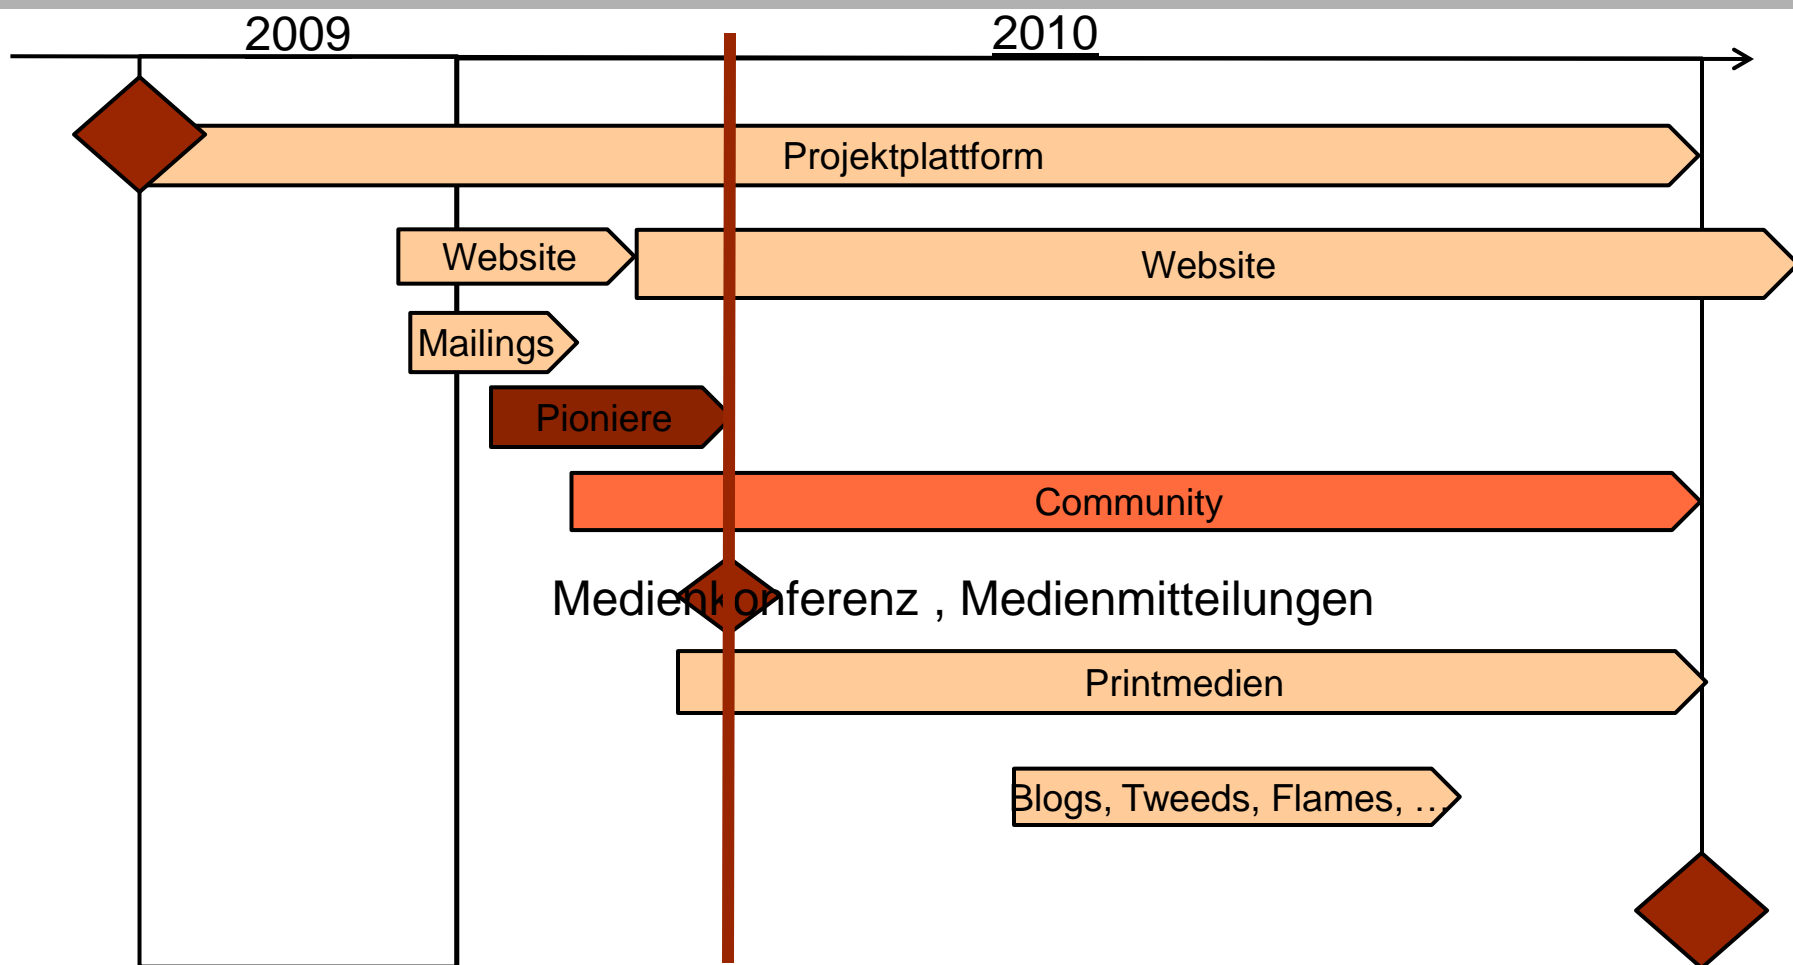 2009
2010
Projektplattform
Website
Website
Mailings
Pioniere
Community
Medienkonferenz , Medienmitteilungen
Printmedien
Blogs, Tweeds, Flames, …